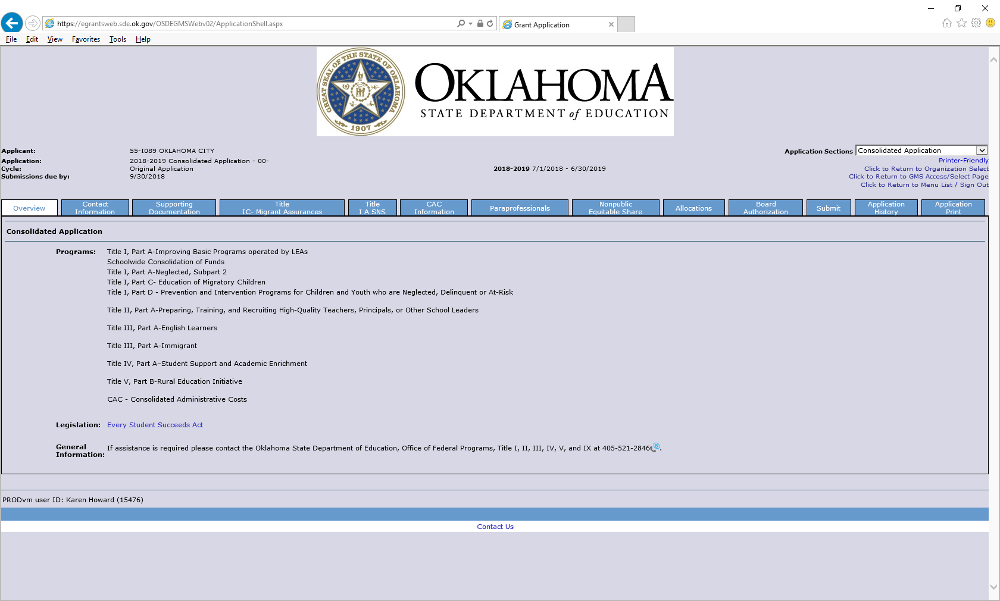 https://egrantsweb.sde.ok.gov/OSDEGMSWebv02/ApplicationShell.aspx
Grant Application
File Edit View Favorites Tools Help
GREAT SEAL OF THE STATE OF OKLAHOMA
1907
OKLAHOMA
STATE DEPARTMENT of EDUCATION
Applicant: 55-I089 OKLAHOMA CITY
Application Sections Consolidated Application
Application: 2018-2019 Consolidated Application - 00-
Printer-Friendly
Cycle: Original Application 2018-2019 7/1/2018 - 6/30/2019
Click to Return to Organization Select
Submissions due by: 9/30/2018
Click to Return to GMS Access/Select Page
Click to Return to Menu List / Sign Out
Overview
Contact
Information
Supporting
Documentation
Title
IC- Migrant Assurances
Title
I A SNS
CAC
Information
Paraprofessionals
Nonpublic
Equitable Share
Allocations
Board
Authorization
Submit
Application
History
Application
Print
Consolidated Application
Programs: Title I, Part A-Improving Basic Programs operated by LEAs
Schoolwide Consolidation of Funds
Title I, Part A-Neglected, Subpart 2
Title I, Part C- Education of Migratory Children
Title I, Part D - Prevention and Intervention Programs for Children and Youth who are Neglected, Delinquent or At-Risk
Title II, Part A-Preparing, Training, and Recruiting High-Quality Teachers, Principals, or Other School Leaders
Title III, Part A-English Learners
Title III, Part A-Immigrant
Title IV, Part A–Student Support and Academic Enrichment
Title V, Part B-Rural Education Initiative
CAC - Consolidated Administrative Costs
Legislation: Every Student Succeeds Act
General
Information: If assistance is required please contact the Oklahoma State Department of Education, Office of Federal Programs, Title I, II, III, IV, V, and IX at 405-521-2846.
PRODvm user ID: Karen Howard (15476)
Contact Us